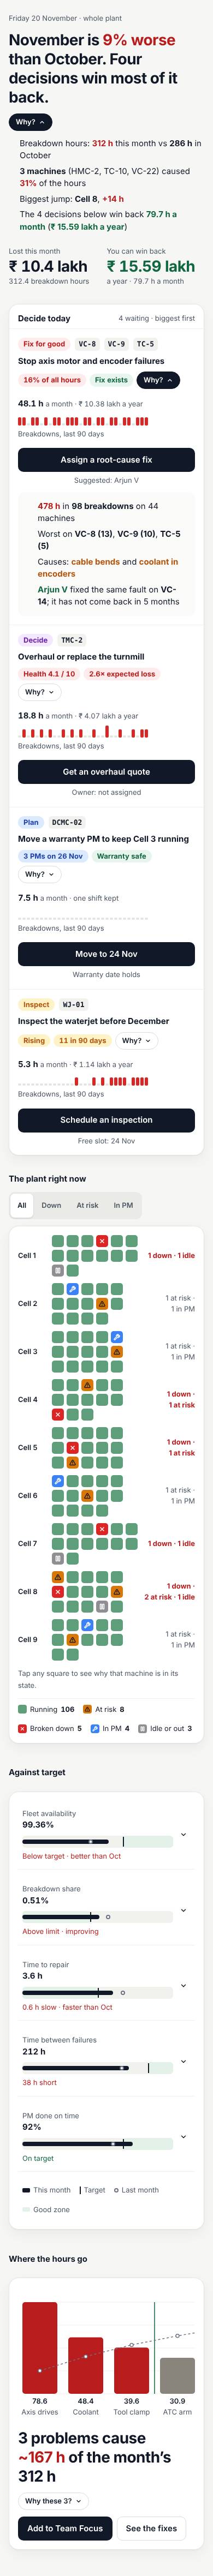 Friday 20 November · whole plant
November is 9% worse
than October. Four
decisions win most of it
back.
Why?
Breakdown hours: 312 h this month vs 286 h in
October
3 machines (HMC-2, TC-10, VC-22) caused
31% of the hours
Biggest jump: Cell 8, +14 h
The 4 decisions below win back 79.7 h a
month (₹ 15.59 lakh a year)
Lost this month
₹ 10.4 lakh
312.4 breakdown hours
You can win back
₹ 15.59 lakh
a year · 79.7 h a month
Decide today
4 waiting · biggest first
Fix for good VC-8 VC-9 TC-5
Stop axis motor and encoder failures
16% of all hours Fix exists Why?
48.1 h a month · ₹ 10.38 lakh a year
Breakdowns, last 90 days
Assign a root-cause fix
Suggested: Arjun V
478 h in 98 breakdowns on 44
machines
Worst on VC-8 (13), VC-9 (10), TC-5
(5)
Causes: cable bends and coolant in
encoders
Arjun V fixed the same fault on VC-
14; it has not come back in 5 months
Decide TMC-2
Overhaul or replace the turnmill
Health 4.1 / 10 2.6× expected loss
Why?
18.8 h a month · ₹ 4.07 lakh a year
Breakdowns, last 90 days
Get an overhaul quote
Owner: not assigned
Plan DCMC-02
Move a warranty PM to keep Cell 3 running
3 PMs on 26 Nov Warranty safe
Why?
7.5 h a month · one shift kept
Breakdowns, last 90 days
Move to 24 Nov
Warranty date holds
Inspect WJ-01
Inspect the waterjet before December
Rising 11 in 90 days Why?
5.3 h a month · ₹ 1.14 lakh a year
Breakdowns, last 90 days
Schedule an inspection
Free slot: 24 Nov
The plant right now
All Down At risk In PM
Cell 1
1 down · 1 idle
Cell 2
1 at risk ·
1 in PM
Cell 3
1 at risk ·
1 in PM
Cell 4
1 down ·
1 at risk
Cell 5
1 down ·
1 at risk
Cell 6
1 at risk ·
1 in PM
Cell 7
1 down · 1 idle
Cell 8
1 down ·
2 at risk · 1 idle
Cell 9
1 at risk ·
1 in PM
Tap any square to see why that machine is in its
state.
Running 106 At risk 8
Broken down 5 In PM 4 Idle or out 3
Against target
Fleet availability
99.36%
Below target · better than Oct
Breakdown share
0.51%
Above limit · improving
Time to repair
3.6 h
0.6 h slow · faster than Oct
Time between failures
212 h
38 h short
PM done on time
92%
On target
This month Target Last month
Good zone
Where the hours go
78.6 48.4 39.6 30.9
Axis drives Coolant Tool clamp ATC arm
3 problems cause
~167 h of the month's
312 h
Why these 3?
Add to Team Focus See the fixes